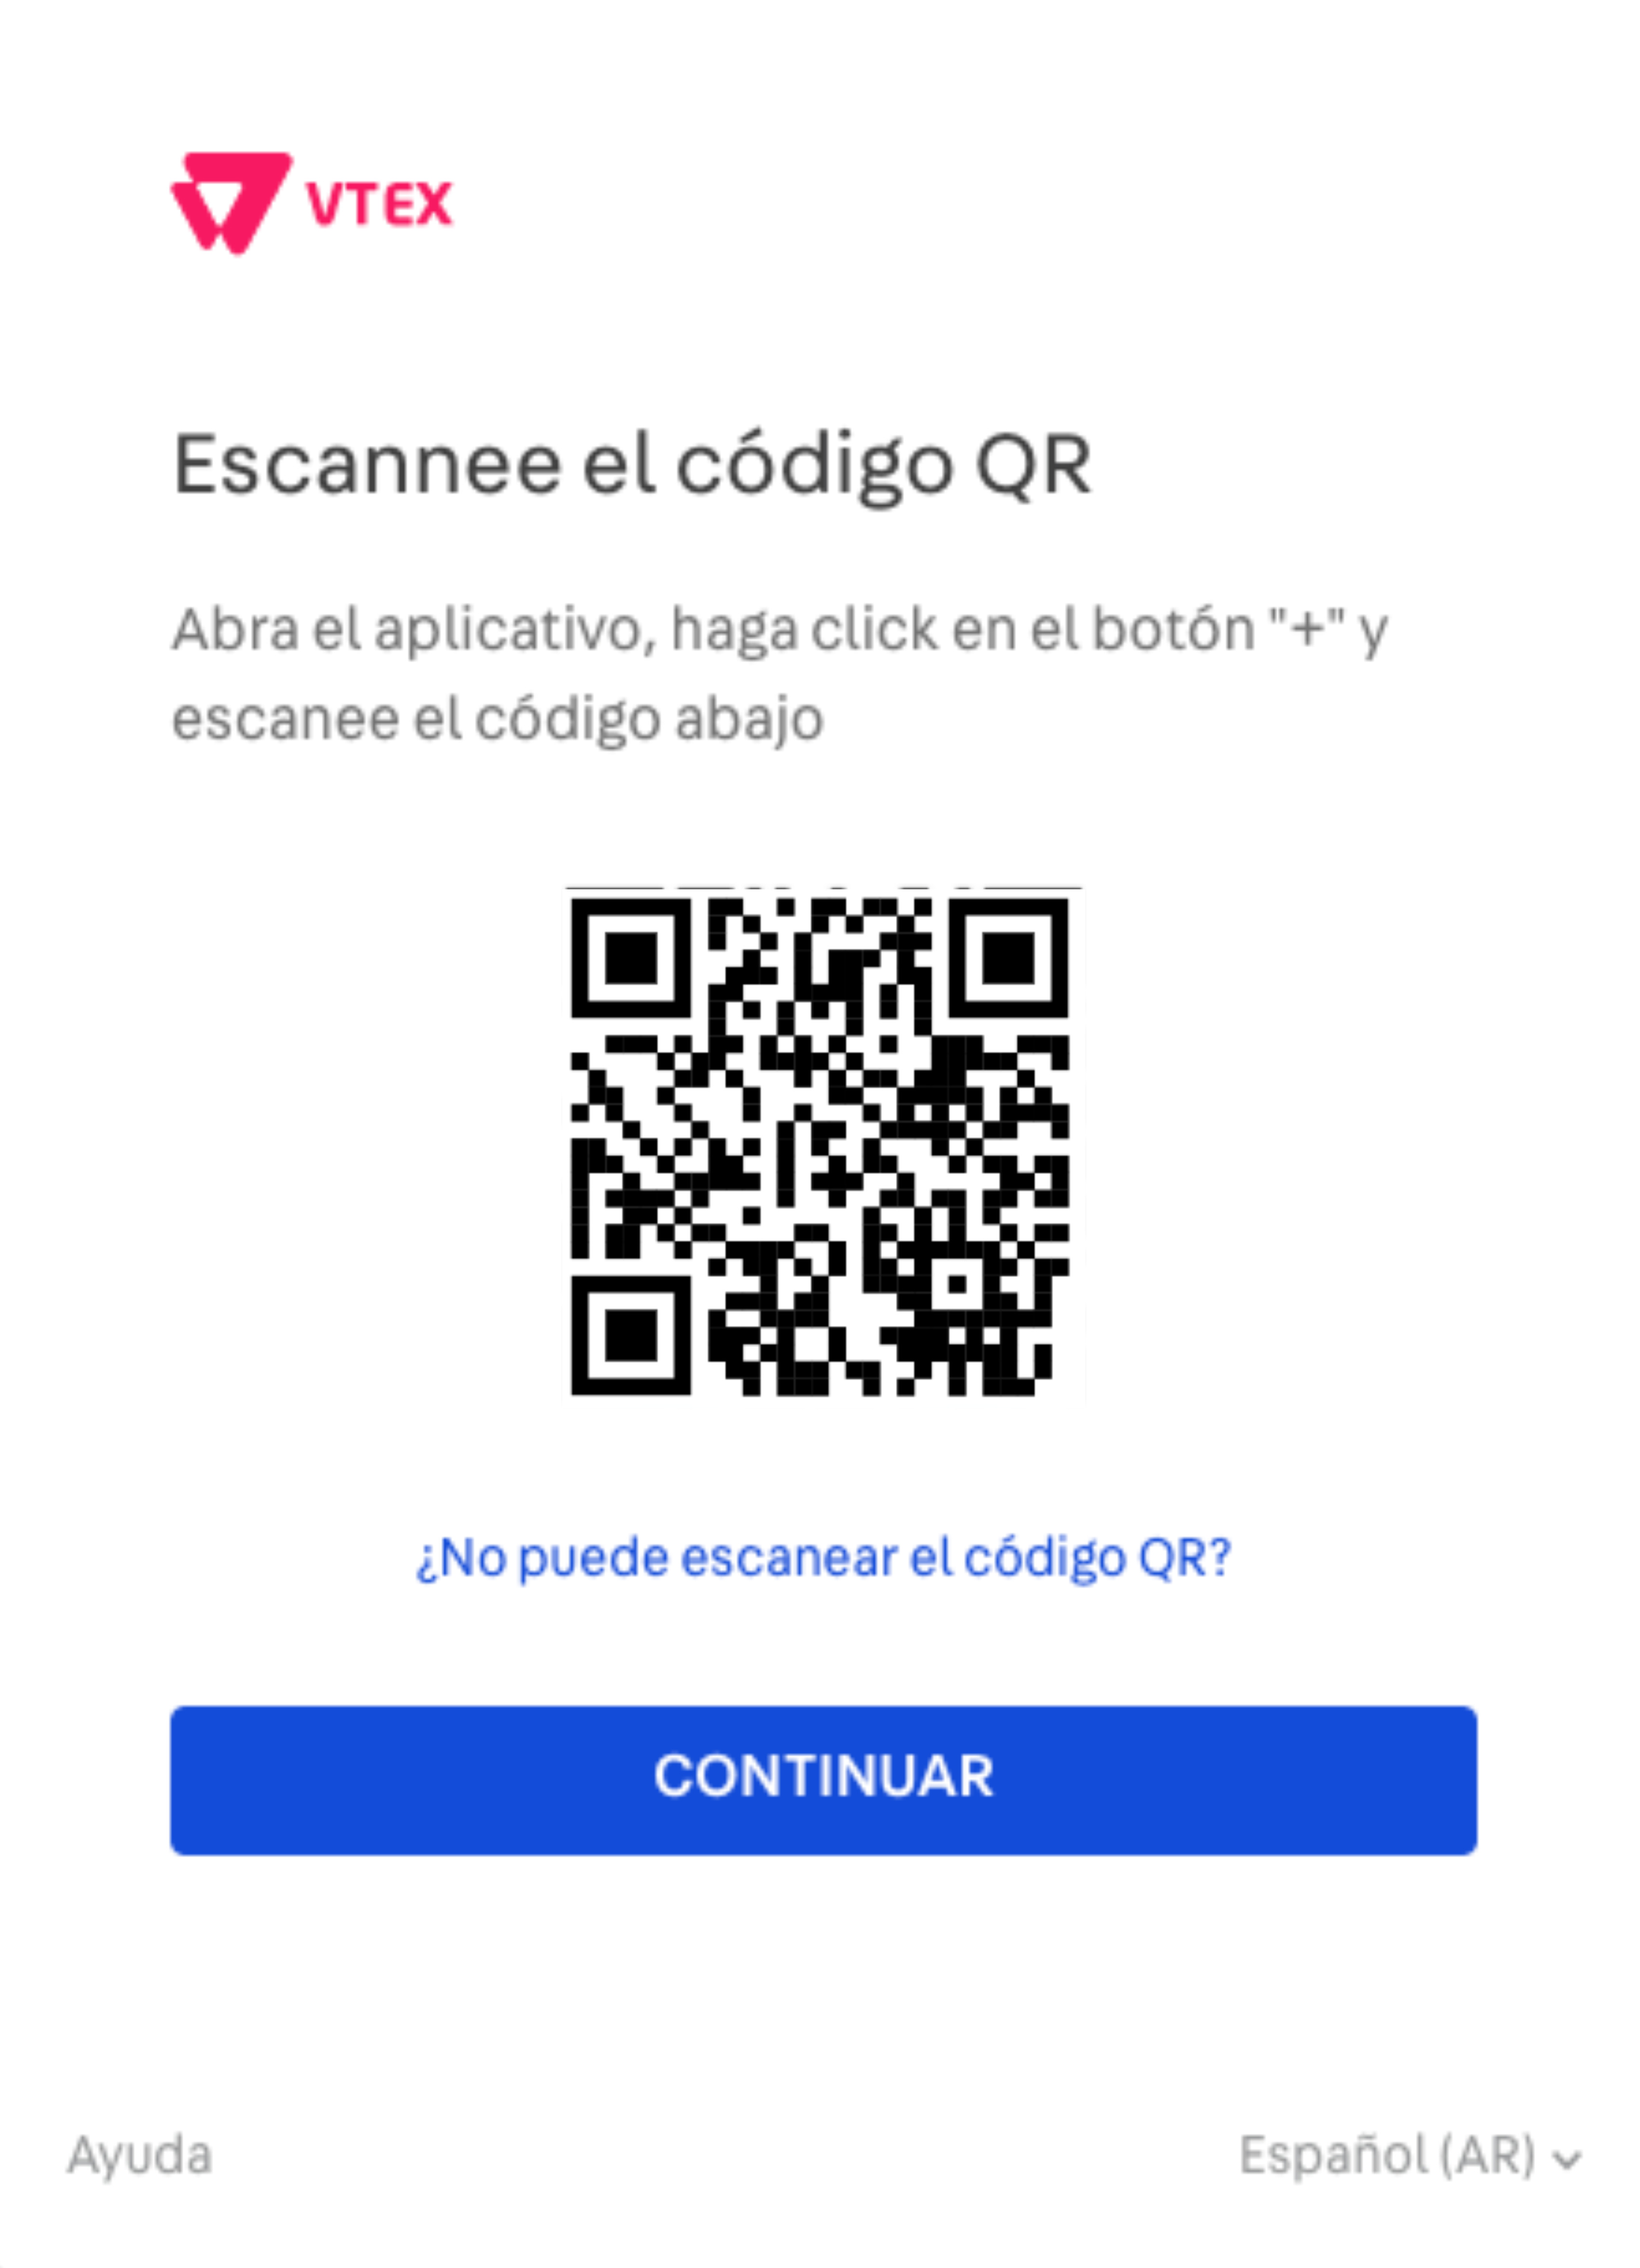 VTEX
Escannee el código QR
Abra el aplicativo, haga click en el botón "+" y
escanee el código abajo
¿No puede escanear el código QR?
CONTINUAR
Ayuda
Español (AR)